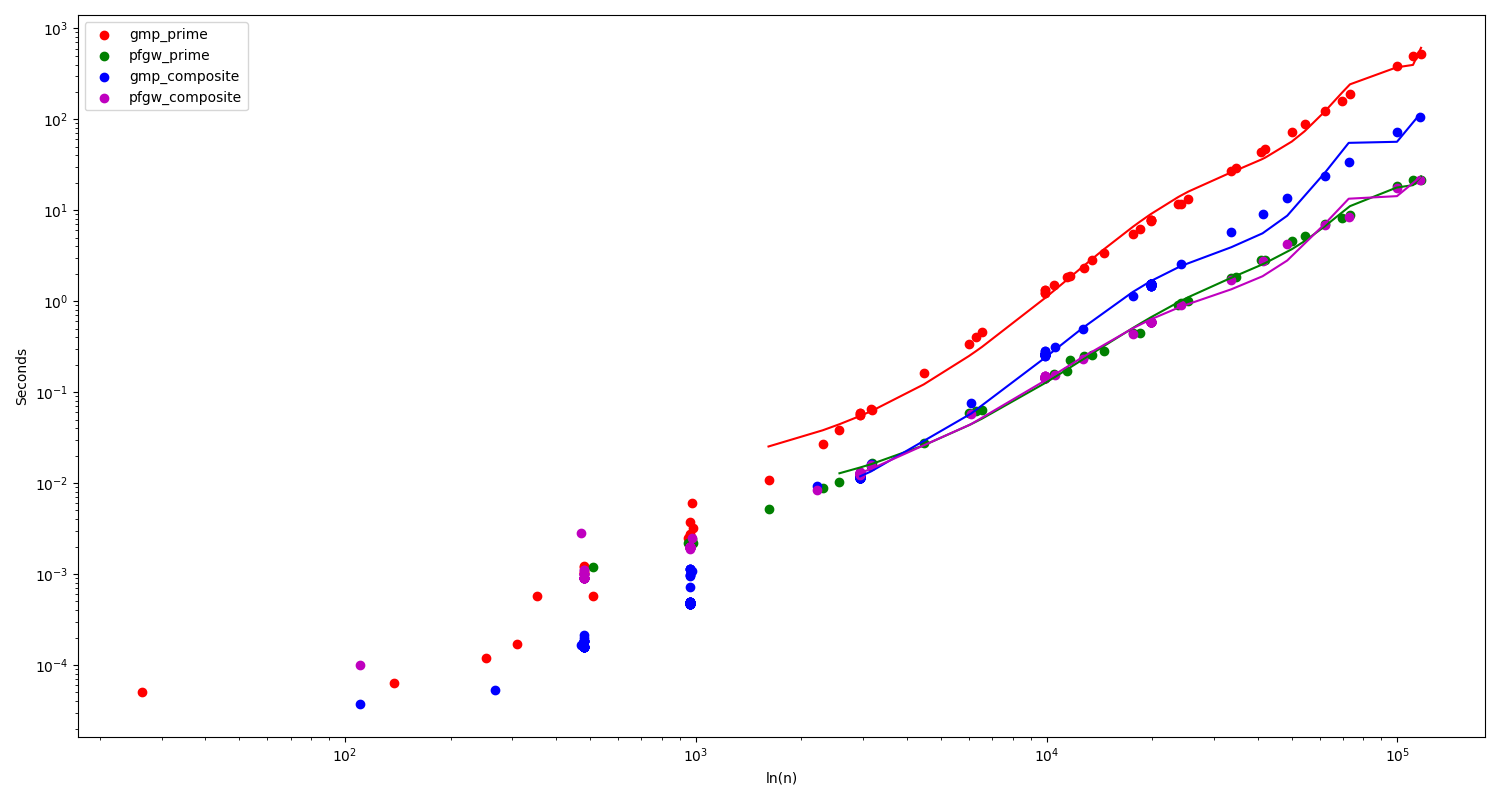 gmp_prime
pfgw_prime
gmp_composite
pfgw_composite
Seconds
10³
10²
10¹
10⁰
10⁻¹
10⁻²
10⁻³
10⁻⁴
10² 10³ 10⁴ 10⁵
ln(n)